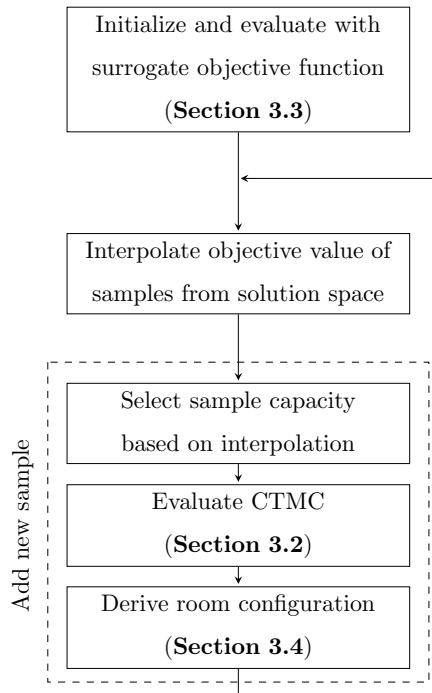 Initialize and evaluate with
surrogate objective function
(Section 3.3)
Interpolate objective value of
samples from solution space
Add new sample
Select sample capacity
based on interpolation
Evaluate CTMC
(Section 3.2)
Derive room configuration
(Section 3.4)